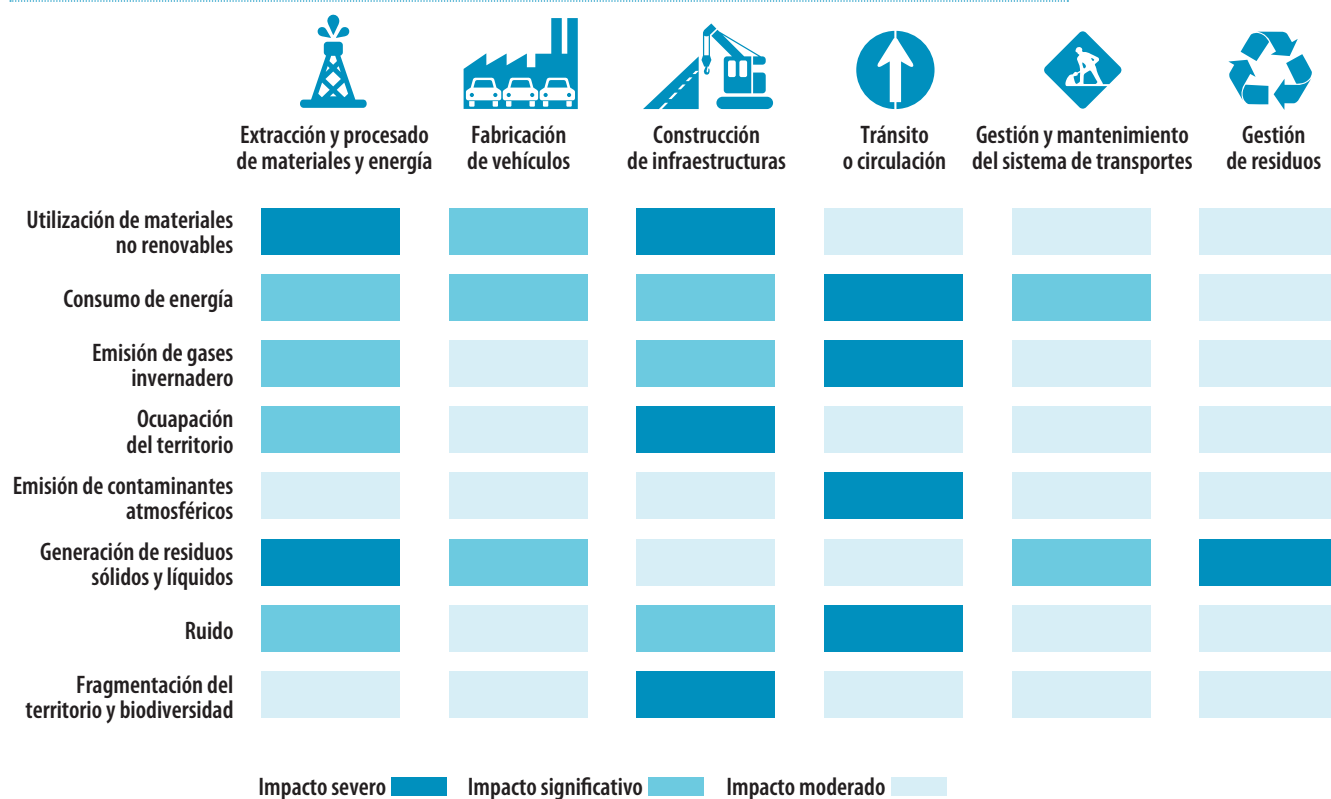 Extracción y procesado
de materiales y energía
Fabricación
de vehículos
Construcción
de infraestructuras
Tránsito
o circulación
Gestión y mantenimiento
del sistema de transportes
Gestión
de residuos
Utilización de materiales
no renovables
Consumo de energía
Emisión de gases
invernadero
Ocuapación
del territorio
Emisión de contaminantes
atmosféricos
Generación de residuos
sólidos y líquidos
Ruido
Fragmentación del
territorio y biodiversidad
Impacto severo
Impacto significativo
Impacto moderado